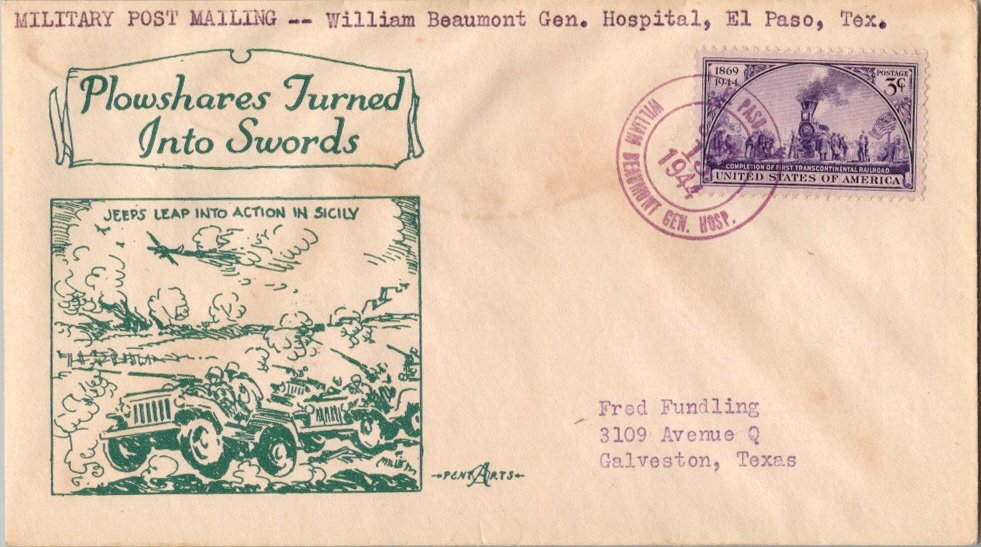 MILITARY POST MAILING -- William Beaumont Gen. Hospital, El Paso, Tex.
Plowshares Turned
Into Swords
JEEPS LEAP INTO ACTION IN SICILY
PENT ARTS
1869
1944
POSTAGE
3¢
COMPLETION OF FIRST TRANSCONTINENTAL RAILROAD
UNITED STATES OF AMERICA
WILLIAM BEAUMONT GEN. HOSP.
PASO
1944
Fred Fundling
3109 Avenue Q
Galveston, Texas